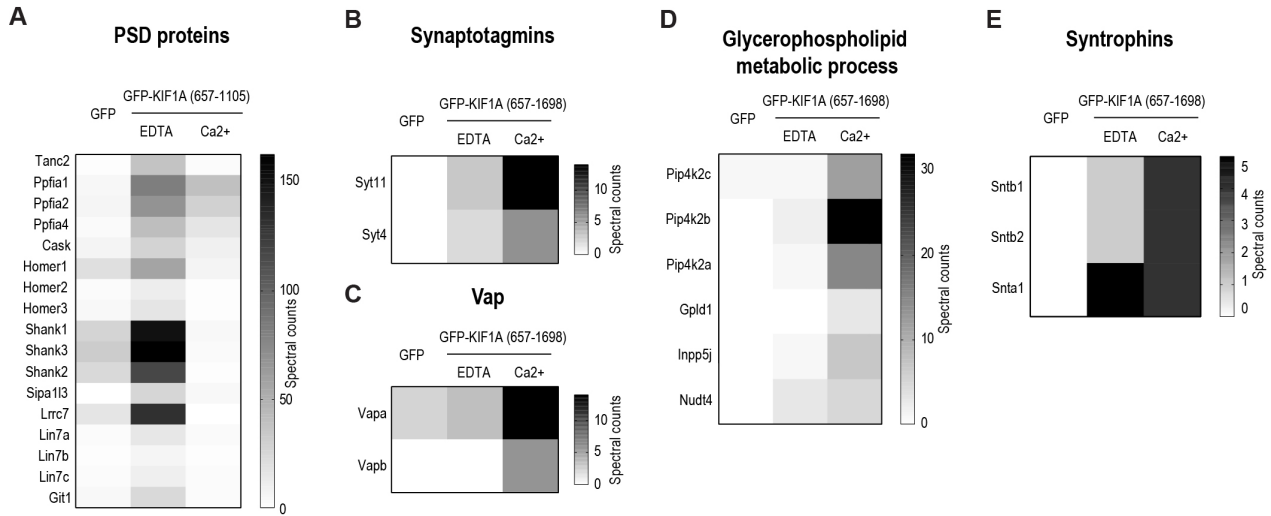 A
PSD proteins
GFP
GFP-KIF1A (657-1105)
EDTA
Ca2+
Tanc2
Ppfia1
Ppfia2
Ppfia4
Cask
Homer1
Homer2
Homer3
Shank1
Shank3
Shank2
Sipa1l3
Lrrc7
Lin7a
Lin7b
Lin7c
Git1
150
100
50
0
Spectral counts
B
Synaptotagmins
GFP
GFP-KIF1A (657-1698)
EDTA
Ca2+
Syt11
Syt4
10
5
0
Spectral counts
C
Vap
GFP
GFP-KIF1A (657-1698)
EDTA
Ca2+
Vapa
Vapb
10
5
0
Spectral counts
D
Glycerophospholipid
metabolic process
GFP
GFP-KIF1A (657-1698)
EDTA
Ca2+
Pip4k2c
Pip4k2b
Pip4k2a
Gpld1
Inpp5j
Nudt4
30
20
10
0
Spectral counts
E
Syntrophins
GFP
GFP-KIF1A (657-1698)
EDTA
Ca2+
Sntb1
Sntb2
Snta1
5
4
3
2
1
0
Spectral counts